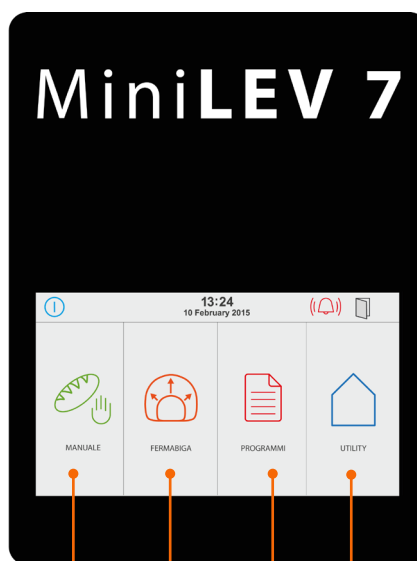 MiniLEV 7
13:24
10 February 2015
MANUALE
FERMABIGA
PROGRAMMI
UTILITY